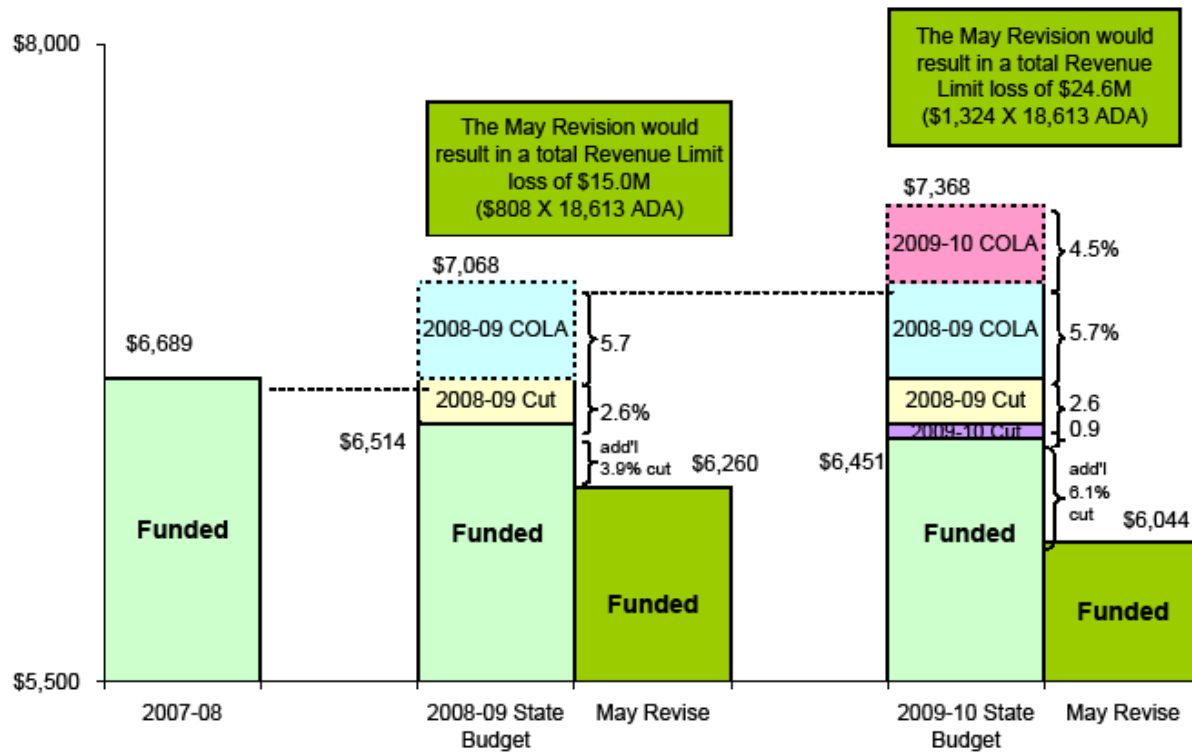 $8,000
The May Revision would
result in a total Revenue
Limit loss of $24.6M
($1,324 X 18,613 ADA)
The May Revision would
result in a total Revenue Limit
loss of $15.0M
($808 X 18,613 ADA)
$7,368
2009-10 COLA
4.5%
$7,068
2008-09 COLA
5.7
2008-09 COLA
5.7%
$6,689
2008-09 Cut
2.6%
2008-09 Cut
2.6
2009-10 Cut
0.9
$6,514
add'l
3.9% cut
$6,260
$6,451
add'l
6.1%
cut
$6,044
Funded
Funded
Funded
Funded
Funded
$5,500
2007-08
2008-09 State
Budget
May Revise
2009-10 State
Budget
May Revise